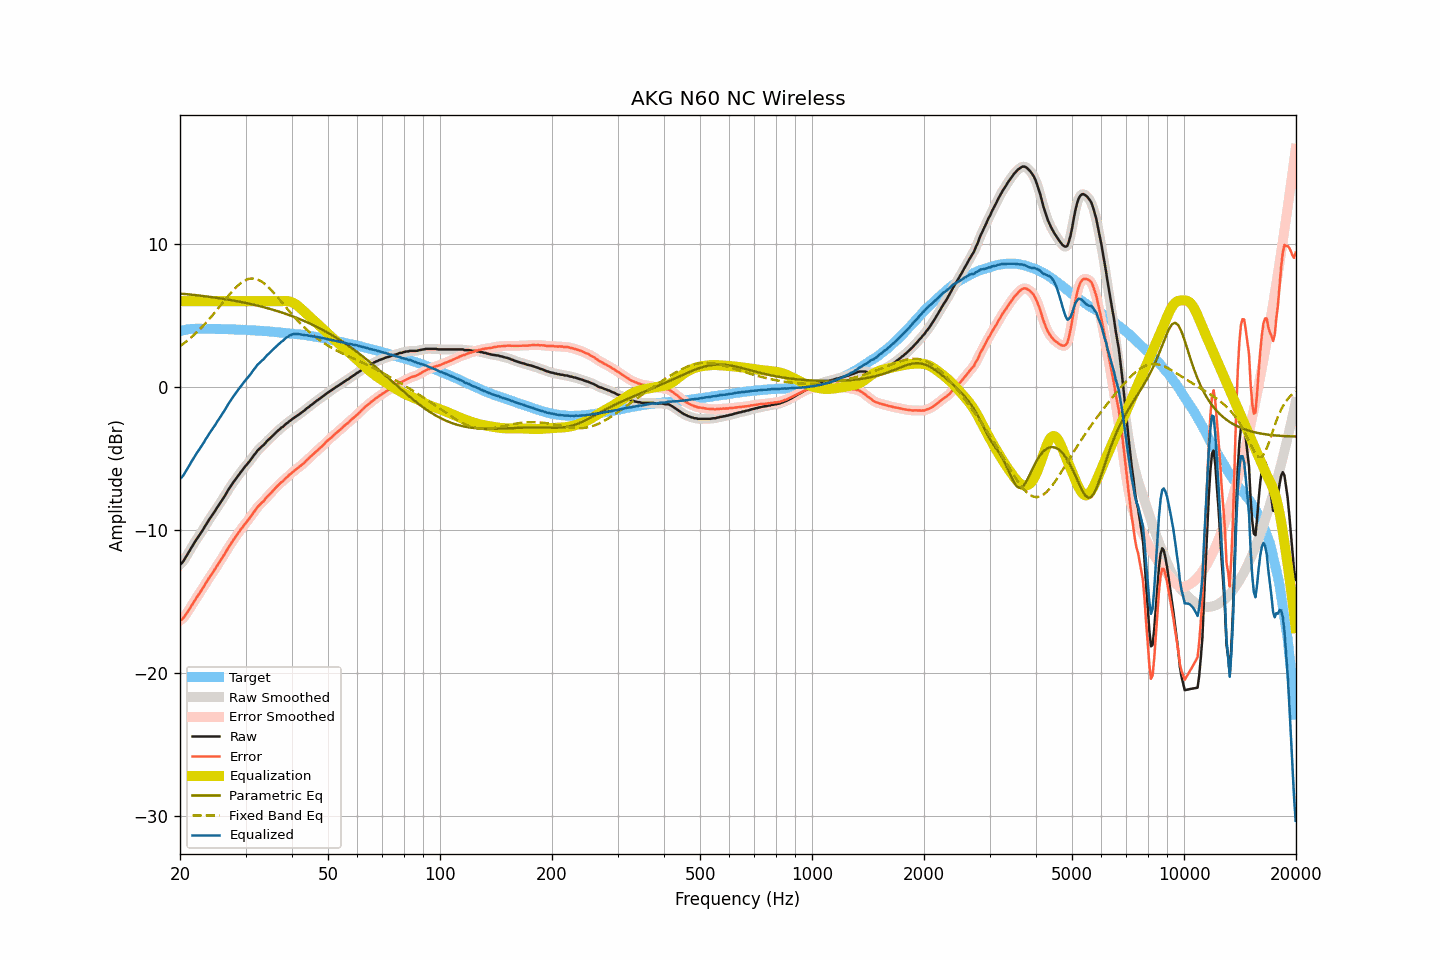 AKG N60 NC Wireless
Amplitude (dBr)
10
0
−10
−20
−30
Target
Raw Smoothed
Error Smoothed
Raw
Error
Equalization
Parametric Eq
Fixed Band Eq
Equalized
20 50 100 200 500 1000 2000 5000 10000 20000
Frequency (Hz)